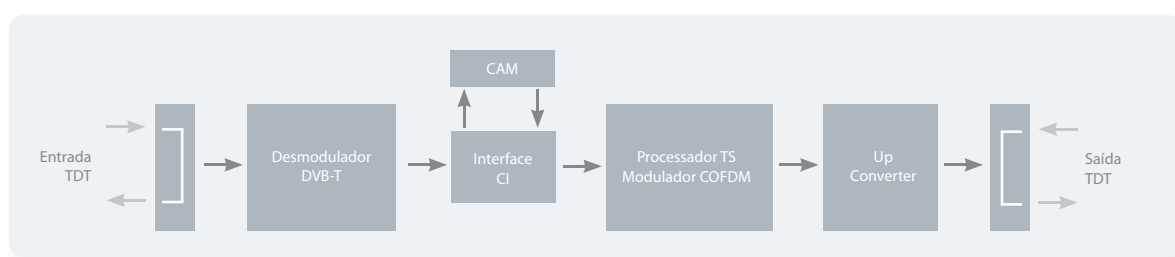 CAM
Entrada
TDT
Desmodulador
DVB-T
Interface
CI
Processador TS
Modulador COFDM
Up
Converter
Saída
TDT